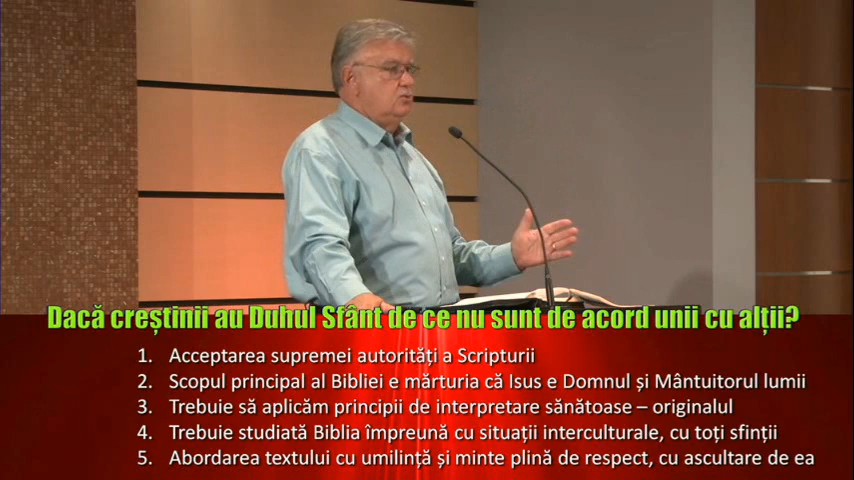 Dacă creștinii au Duhul Sfânt de ce nu sunt de acord unii cu alții?
1. Acceptarea supremei autorități a Scripturii
2. Scopul principal al Bibliei e mărturia că Isus e Domnul și Mântuitorul lumii
3. Trebuie să aplicăm principii de interpretare sănătoase – originalul
4. Trebuie studiată Biblia împreună cu situații interculturale, cu toți sfinții
5. Abordarea textului cu umilință și minte plină de respect, cu ascultare de ea